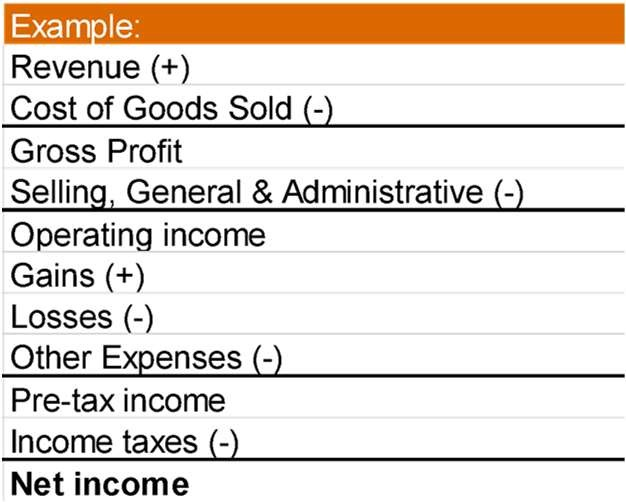 Example:
Revenue (+)
Cost of Goods Sold (-)
Gross Profit
Selling, General & Administrative (-)
Operating income
Gains (+)
Losses (-)
Other Expenses (-)
Pre-tax income
Income taxes (-)
Net income